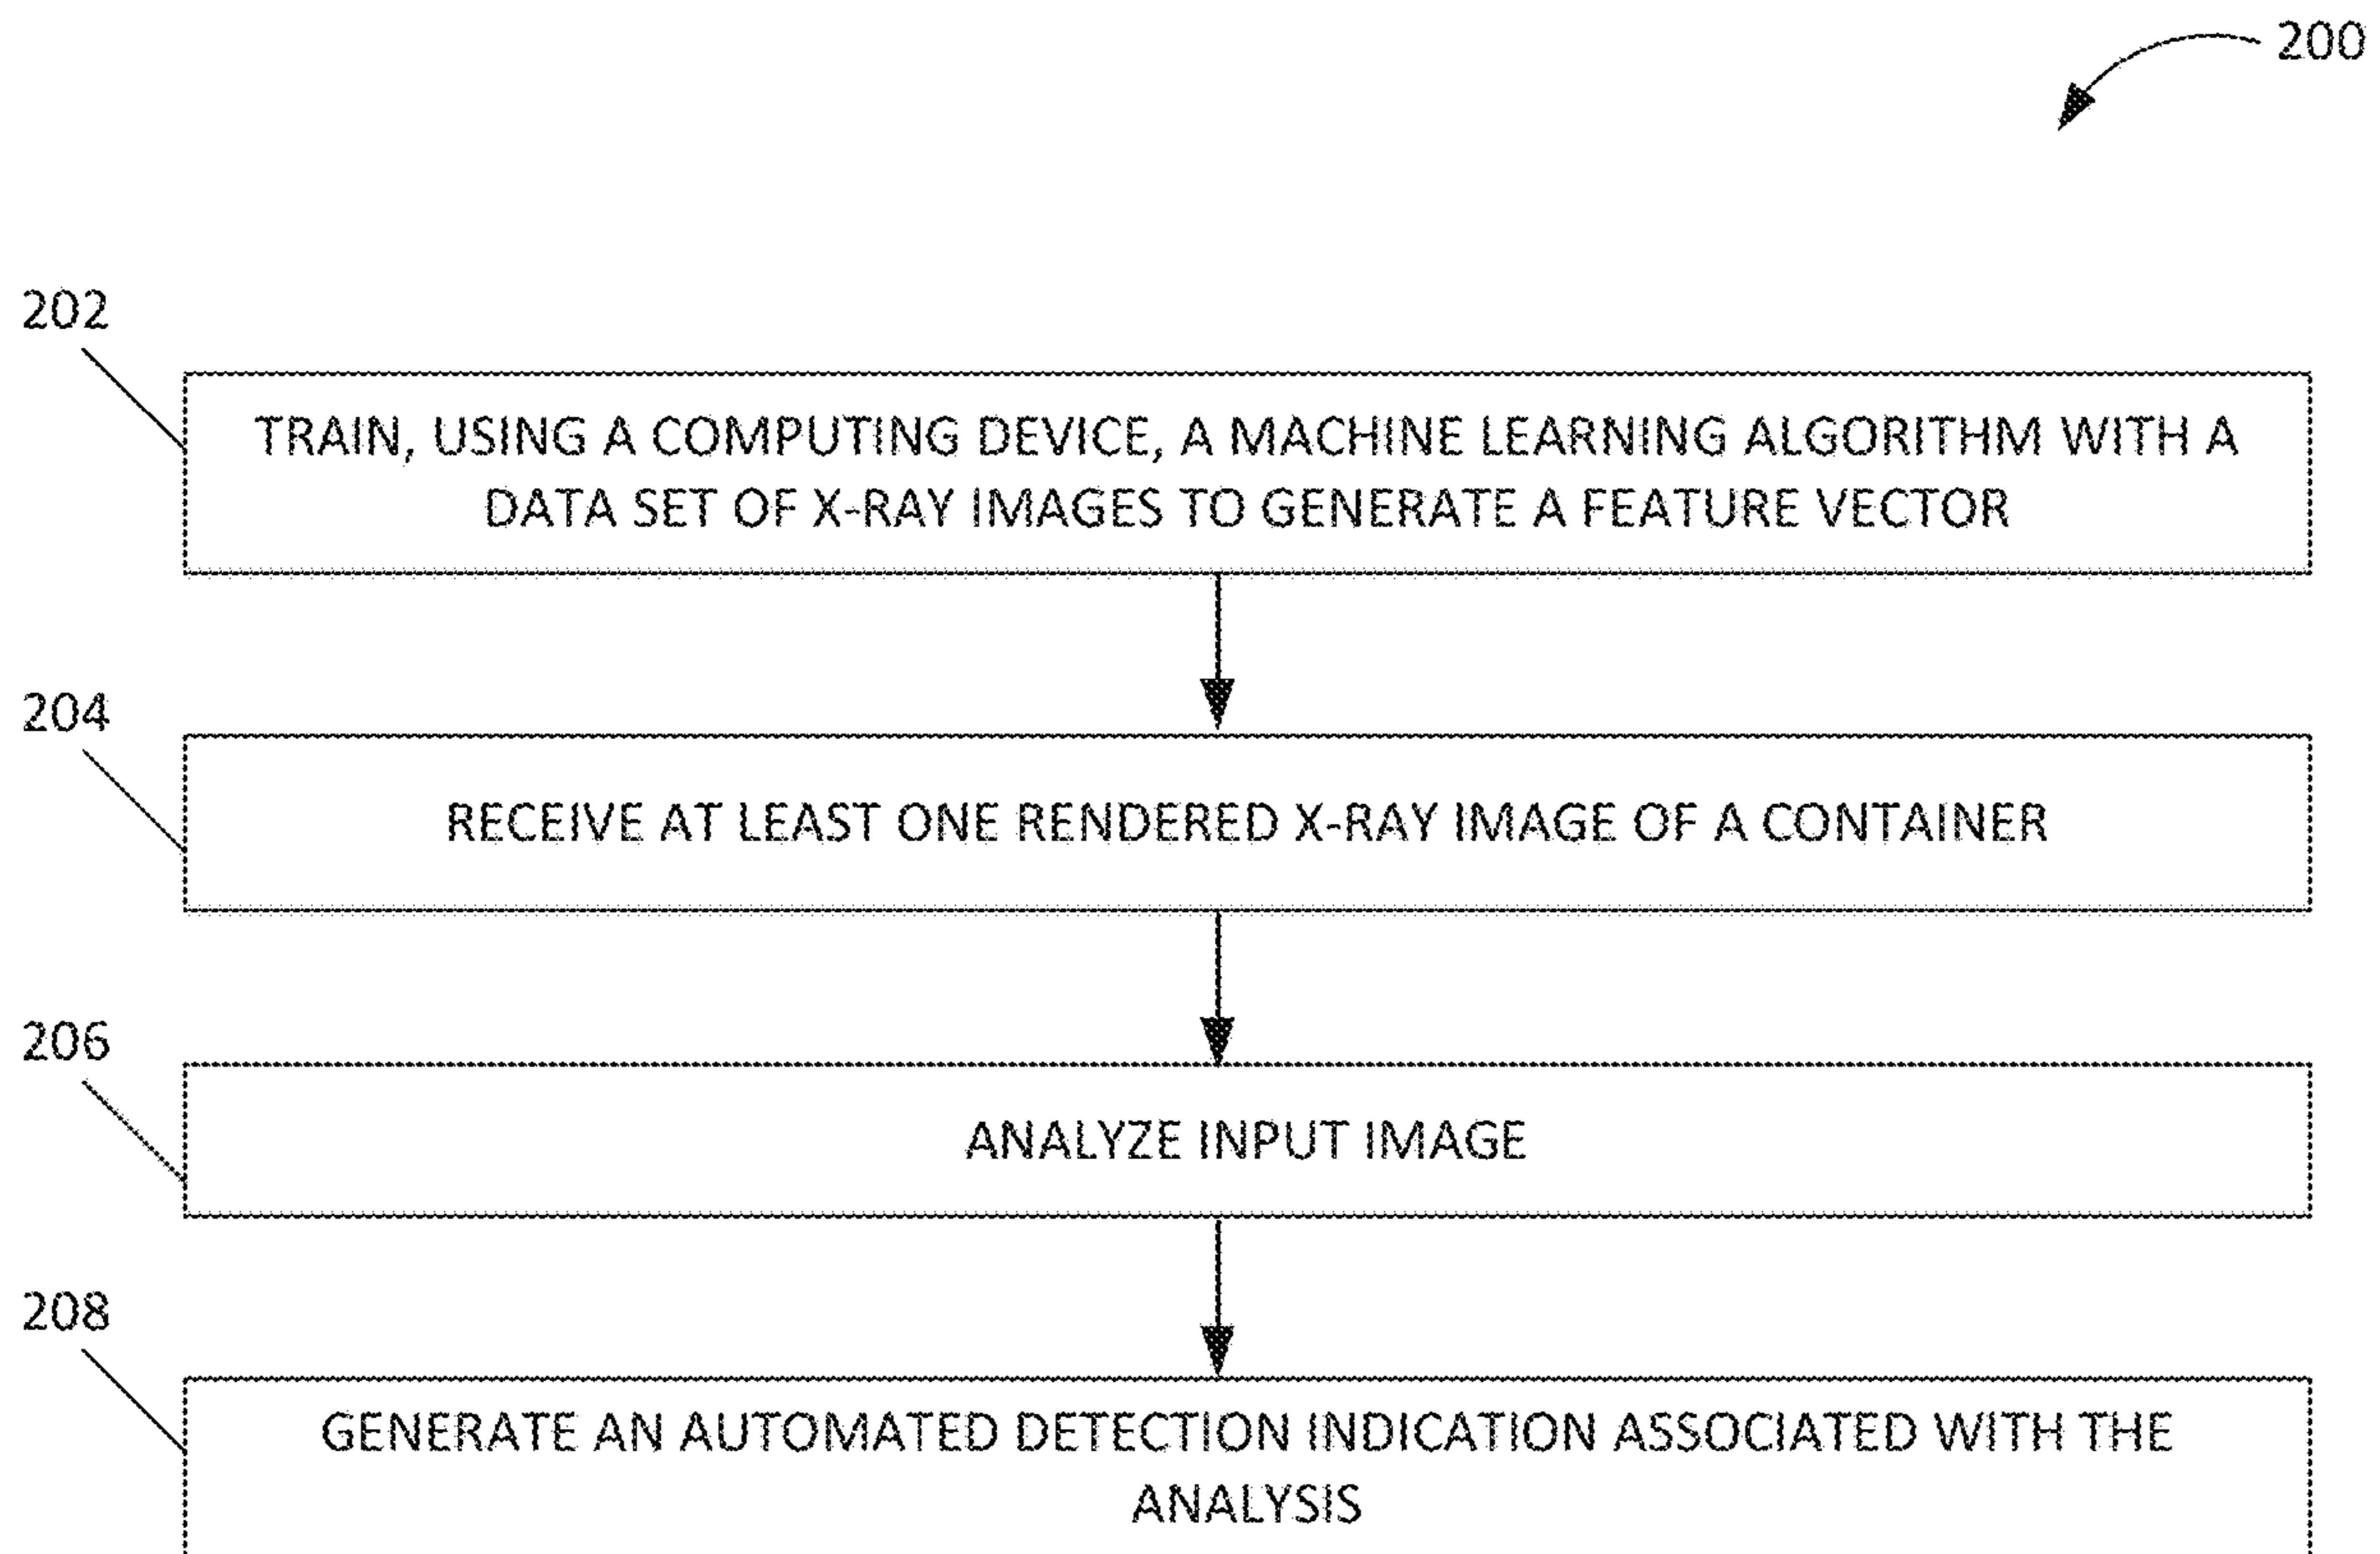 200
202
TRAIN, USING A COMPUTING DEVICE, A MACHINE LEARNING ALGORITHM WITH A
DATA SET OF X-RAY IMAGES TO GENERATE A FEATURE VECTOR
204
RECEIVE AT LEAST ONE RENDERED X-RAY IMAGE OF A CONTAINER
206
ANALYZE INPUT IMAGE
208
GENERATE AN AUTOMATED DETECTION INDICATION ASSOCIATED WITH THE
ANALYSIS